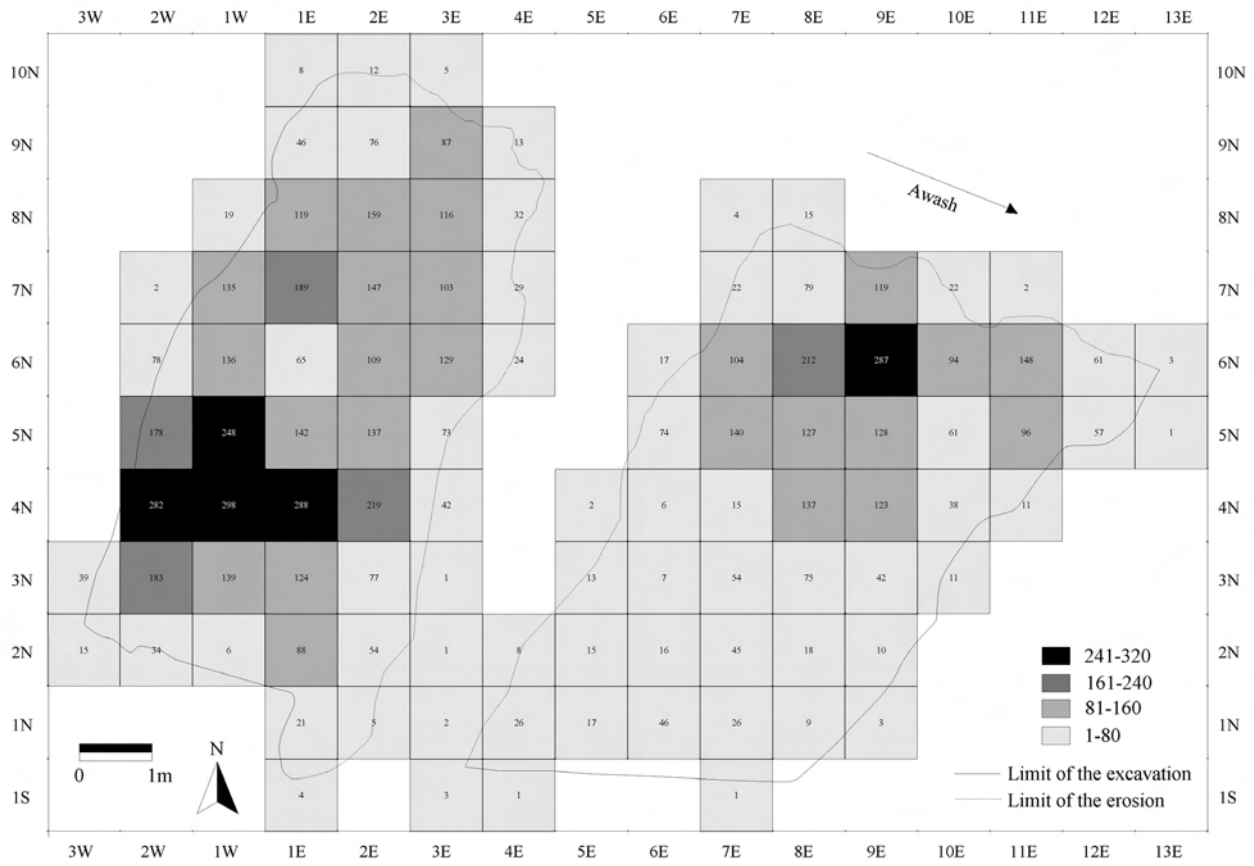 3W 2W 1W 1E 2E 3E 4E 5E 6E 7E 8E 9E 10E 11E 12E 13E
10N 8 12 5 10N
9N 46 76 87 13 9N
Awash
8N 19 119 159 116 32 4 15 8N
7N 2 135 189 147 103 29 22 79 119 22 2 7N
6N 78 136 65 109 129 24 17 104 212 287 94 148 61 3 6N
5N 178 248 142 137 73 74 140 127 128 61 96 57 1 5N
4N 282 298 288 219 42 2 6 15 137 123 38 11 4N
3N 39 183 139 124 77 1 13 7 54 75 42 11 3N
2N 15 34 6 88 54 1 8 15 16 45 18 10 2N
241-320
161-240
81-160
1-80
1N 21 5 2 26 17 46 26 9 3 1N
N
0 1m
Limit of the excavation
Limit of the erosion
1S 4 3 1 1 1S
3W 2W 1W 1E 2E 3E 4E 5E 6E 7E 8E 9E 10E 11E 12E 13E